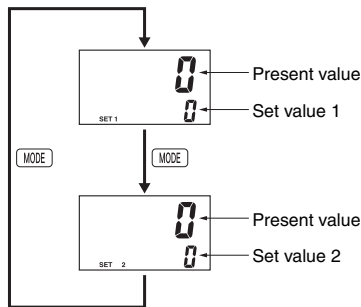 0
Present value
0
Set value 1
SET 1
MODE
MODE
0
Present value
0
Set value 2
SET 2